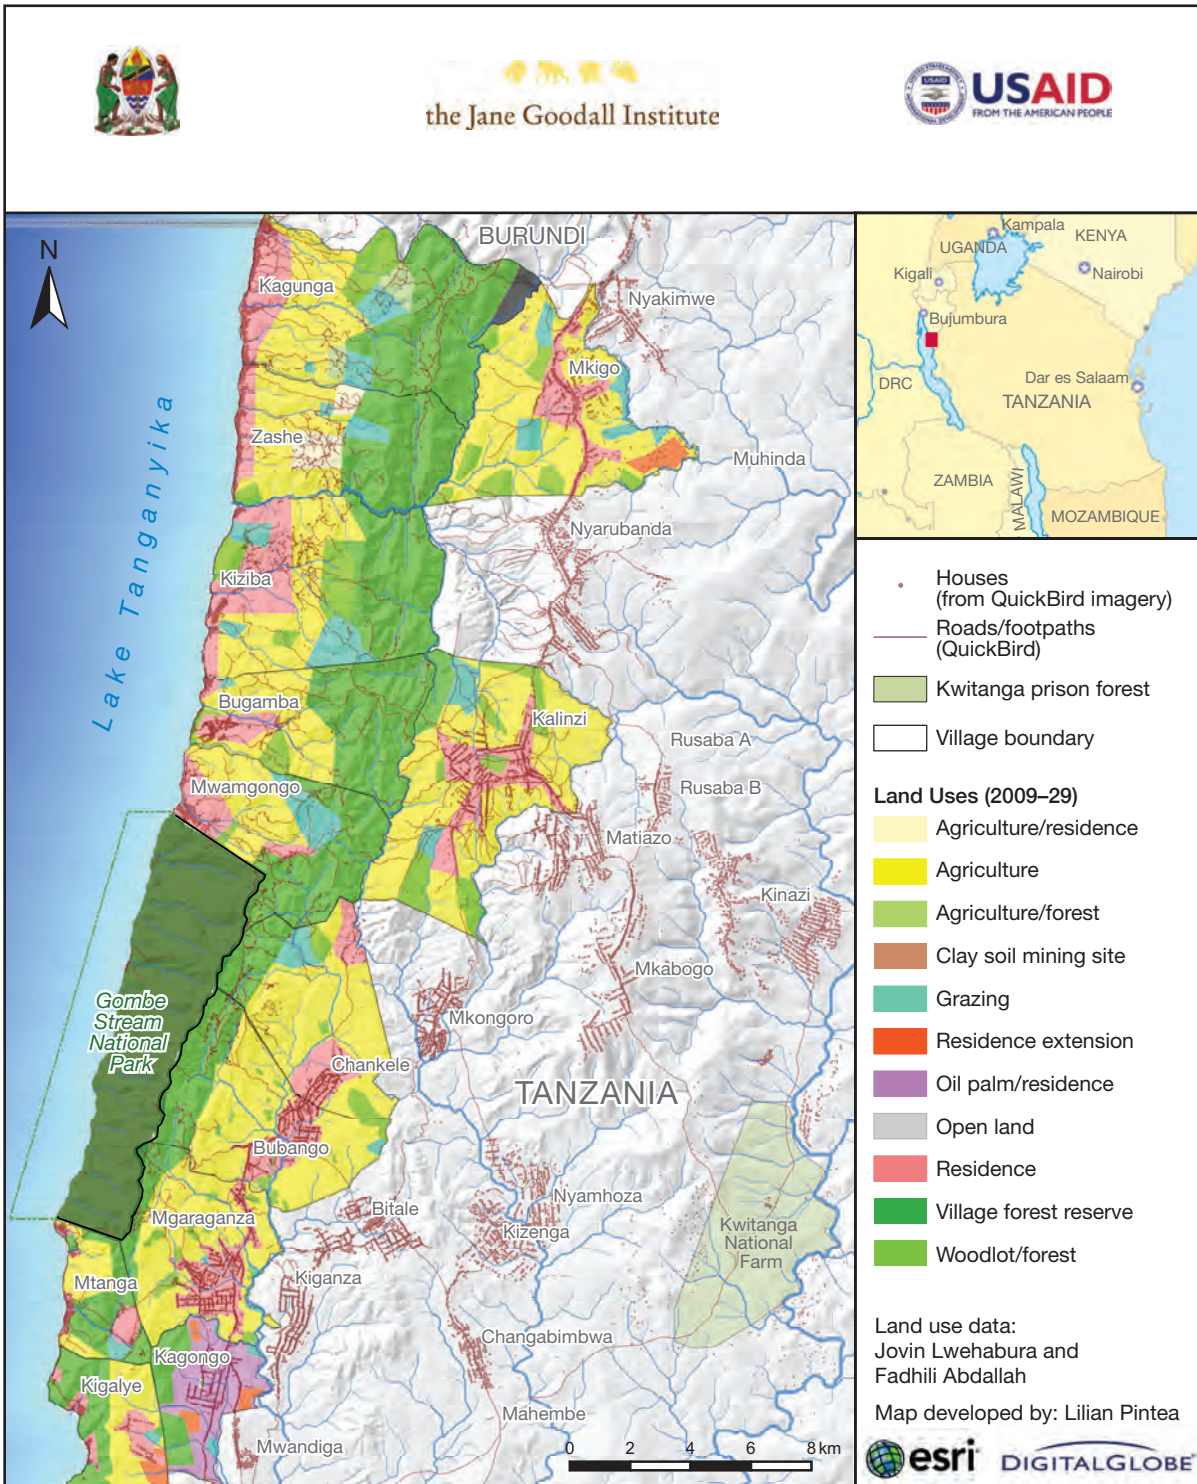 the Jane Goodall Institute
USAID
USAID
FROM THE AMERICAN PEOPLE
N
BURUNDI
Kagunga
Nyakimwe
Mkigo
Zashe
Muhinda
Nyarubanda
Kiziba
Lake Tanganyika
Bugamba
Kalinzi
Rusaba A
Mwamgongo
Rusaba B
Matiazo
Kinazi
Mkabogo
Gombe
Stream
National
Park
Mkongoro
Chankele
TANZANIA
Bubango
Nyamhoza
Mgaraganza
Bitale
Kizenga
Kwitanga
National
Farm
Mtanga
Kiganza
Changabimbwa
Kagongo
Kigalye
Mahembe
Mwandiga
0 2 4 6 8 km
Kampala
UGANDA
KENYA
Kigali
Nairobi
Bujumbura
DRC
Dar es Salaam
TANZANIA
ZAMBIA
MALAWI
MOZAMBIQUE
Houses
(from QuickBird imagery)
Roads/footpaths
(QuickBird)
Kwitanga prison forest
Village boundary
Land Uses (2009–29)
Agriculture/residence
Agriculture
Agriculture/forest
Clay soil mining site
Grazing
Residence extension
Oil palm/residence
Open land
Residence
Village forest reserve
Woodlot/forest
Land use data:
Jovin Lwehabura and
Fadhili Abdallah
Map developed by: Lilian Pintea
esri
DIGITALGLOBE